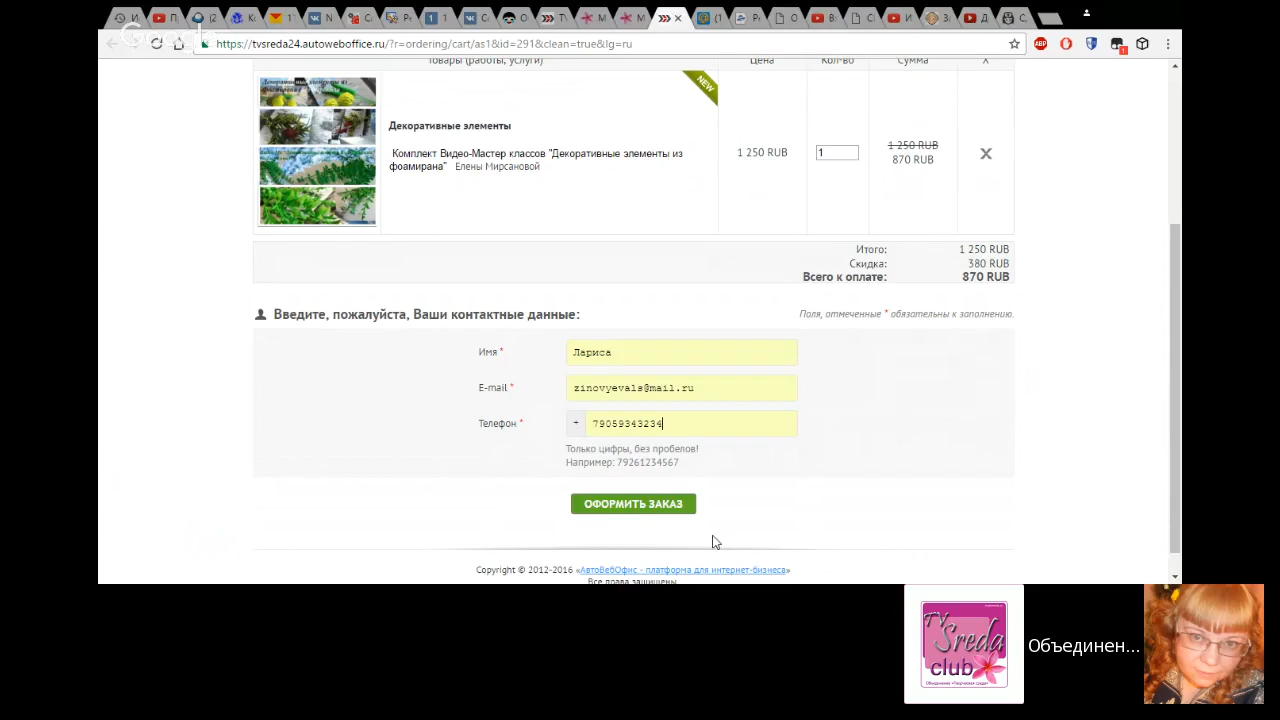 Google
https://tvsreda24.autoweboffice.ru/?r=ordering/cart/as1&id=291&clean=true&lg=ru
Товары (работы, услуги) Цена Кол-во Сумма X
NEW
Декоративные элементы
Комплект Видео-Мастер классов "Декоративные элементы из
фоамирана" Елены Мирсановой
1 250 RUB
1
1 250 RUB
870 RUB
Итого: 1 250 RUB
Скидка: 380 RUB
Всего к оплате: 870 RUB
Введите, пожалуйста, Ваши контактные данные:
Поля, отмеченные * обязательны к заполнению.
Имя * Лариса
E-mail * zinovyevals@mail.ru
Телефон * + 79059343234
Только цифры, без пробелов!
Например: 79261234567
ОФОРМИТЬ ЗАКАЗ
Copyright © 2012-2016 «АвтоВебОфис - платформа для интернет-бизнеса»
Все права защищены
TV
Sreda
club
Объединен...